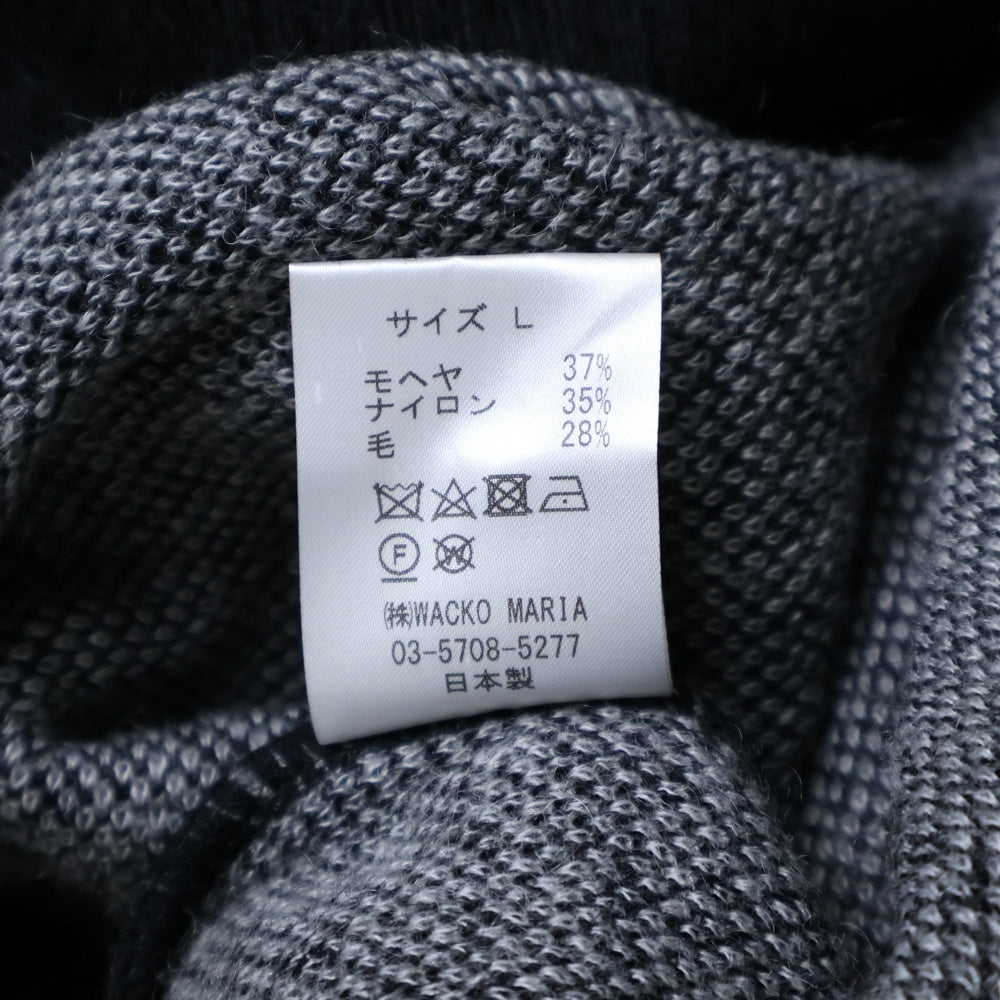 サイズ L
モヘヤ 37%
ナイロン 35%
毛 28%
F W
㈱WACKO MARIA
03-5708-5277
日本製